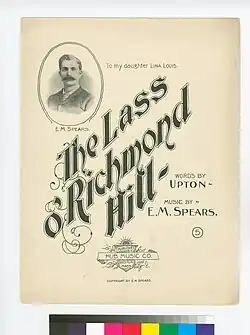 To my daughter LINA LOUIS.
E.M. SPEARS.
The Lass
o' Richmond
Hill
WORDS BY
UPTON
MUSIC BY
E.M. SPEARS.
5
HUB MUSIC CO.
COPYRIGHT BY E.M. SPEARS.